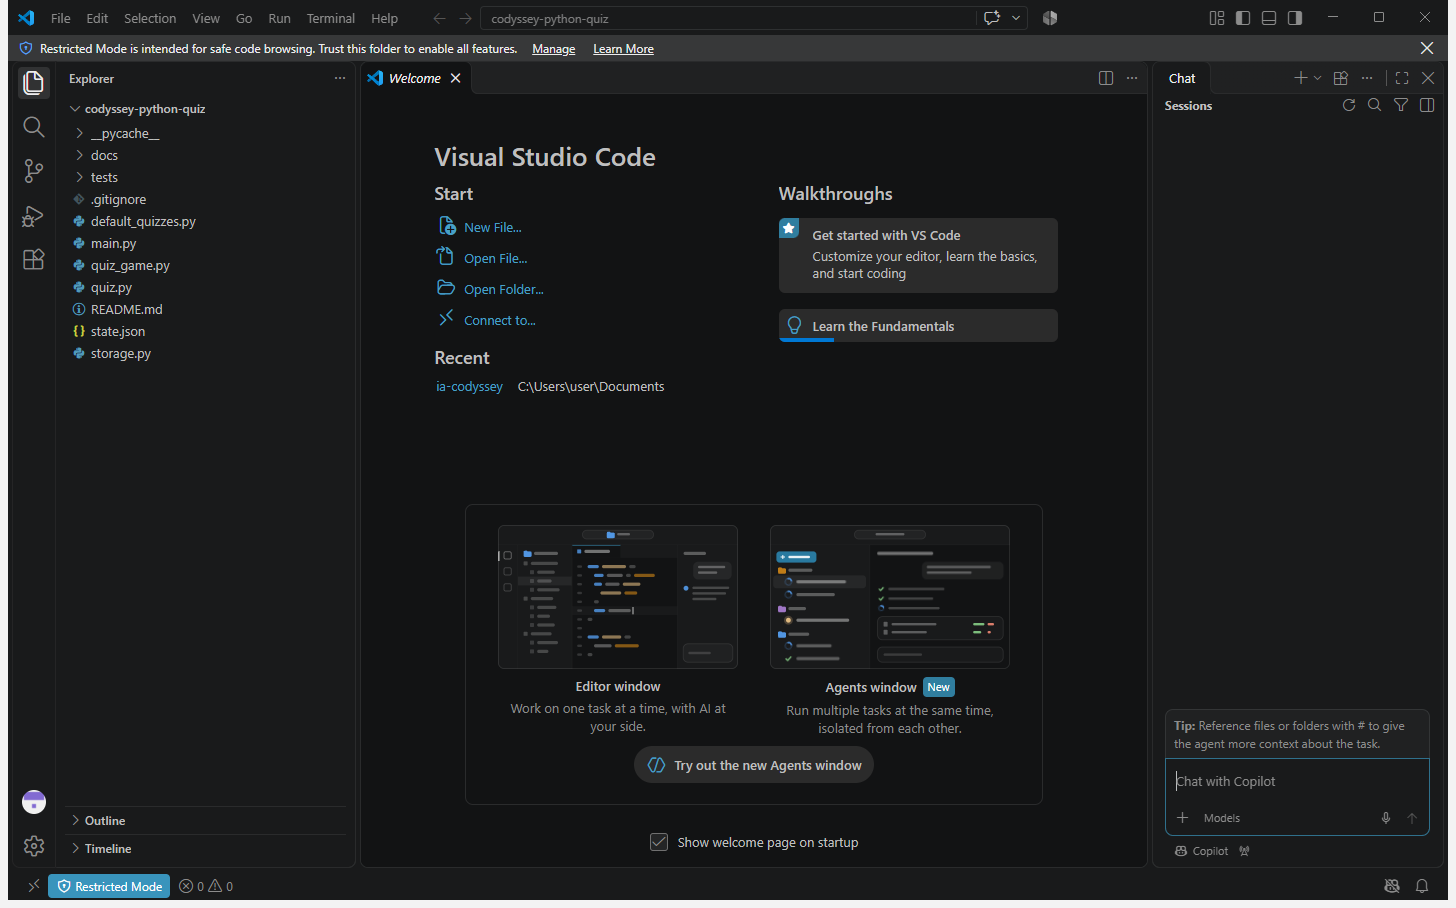 File Edit Selection View Go Run Terminal Help
codyssey-python-quiz
Restricted Mode is intended for safe code browsing. Trust this folder to enable all features. Manage Learn More
Explorer
codyssey-python-quiz
__pycache__
docs
tests
.gitignore
default_quizzes.py
main.py
quiz_game.py
quiz.py
README.md
state.json
storage.py
Outline
Timeline
Welcome
Visual Studio Code
Start
New File...
Open File...
Open Folder...
Connect to...
Recent
ia-codyssey C:\Users\user\Documents
Walkthroughs
Get started with VS Code
Customize your editor, learn the basics,
and start coding
Learn the Fundamentals
Editor window
Work on one task at a time, with AI at
your side.
Agents window New
Run multiple tasks at the same time,
isolated from each other.
Try out the new Agents window
Show welcome page on startup
Chat
Sessions
Tip: Reference files or folders with # to give
the agent more context about the task.
Chat with Copilot
Models
Copilot
Restricted Mode 0 0